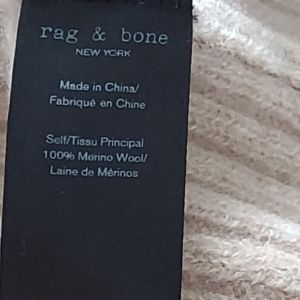 rag & bone
NEW YORK
Made in China/
Fabriqué en Chine
Self/Tissu Principal
100% Merino Wool/
Laine de Mérinos